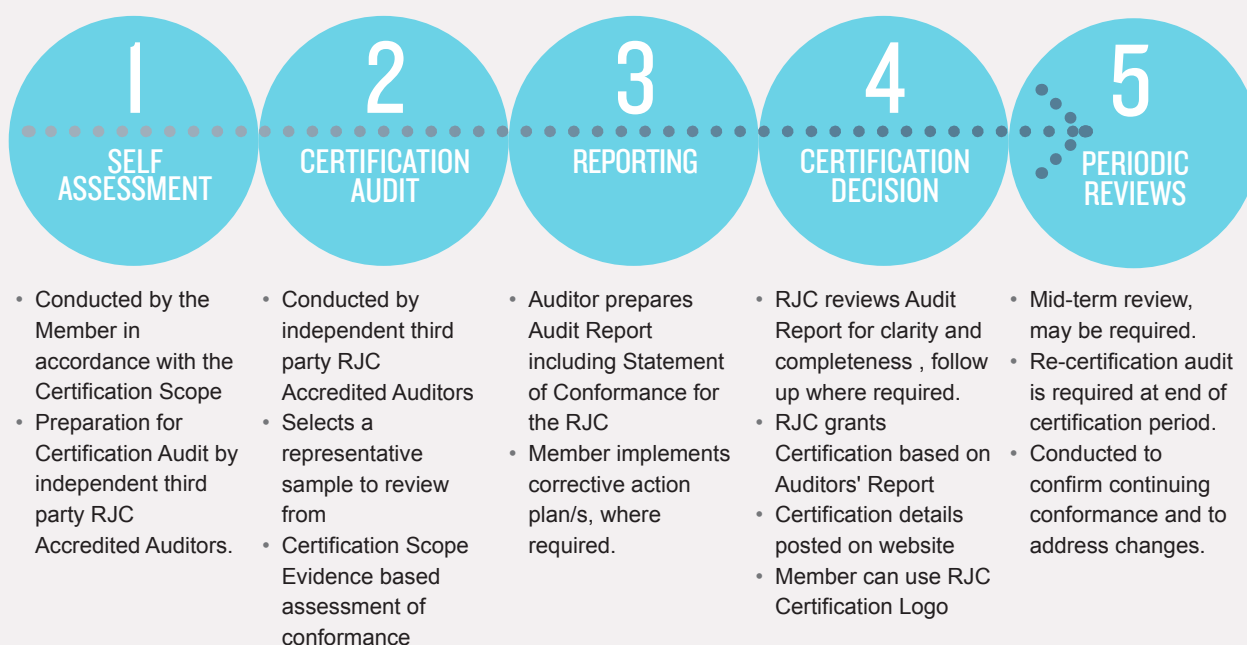 1
SELF
ASSESSMENT
• Conducted by the
Member in
accordance with the
Certification Scope
• Preparation for
Certification Audit by
independent third
party RJC
Accredited Auditors.
2
CERTIFICATION
AUDIT
• Conducted by
independent third
party RJC
Accredited Auditors
• Selects a
representative
sample to review
from
• Certification Scope
Evidence based
assessment of
conformance
3
REPORTING
• Auditor prepares
Audit Report
including Statement
of Conformance for
the RJC
• Member implements
corrective action
plan/s, where
required.
4
CERTIFICATION
DECISION
• RJC reviews Audit
Report for clarity and
completeness , follow
up where required.
• RJC grants
Certification based on
Auditors' Report
• Certification details
posted on website
• Member can use RJC
Certification Logo
5
PERIODIC
REVIEWS
• Mid-term review,
may be required.
• Re-certification audit
is required at end of
certification period.
• Conducted to
confirm continuing
conformance and to
address changes.